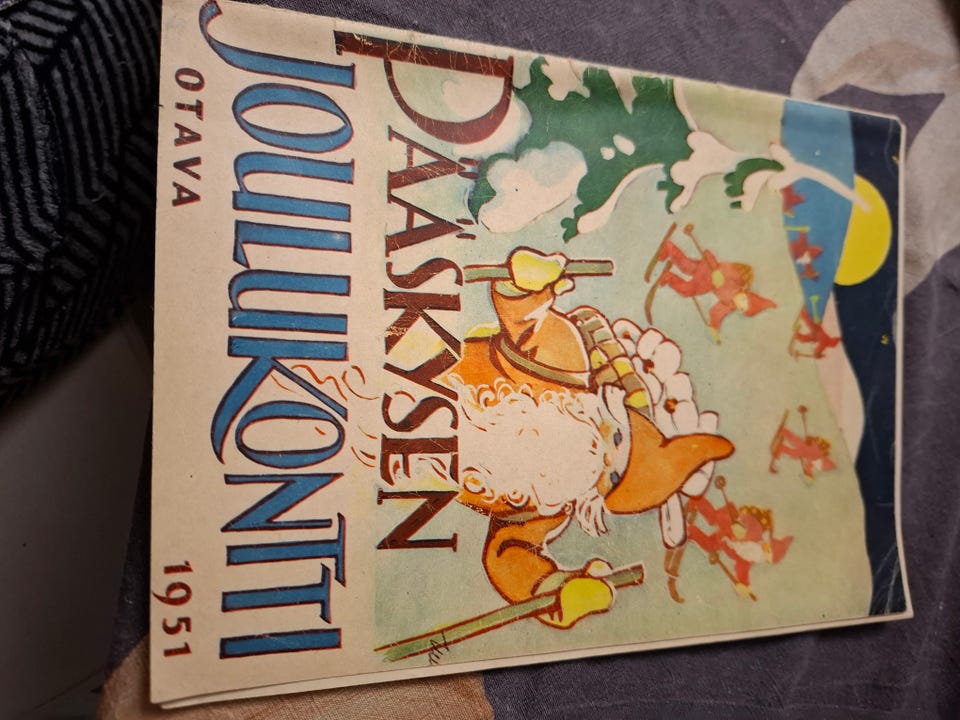 PÄÄSKYSEN
JOULUKONTTI
OTAVA 1951